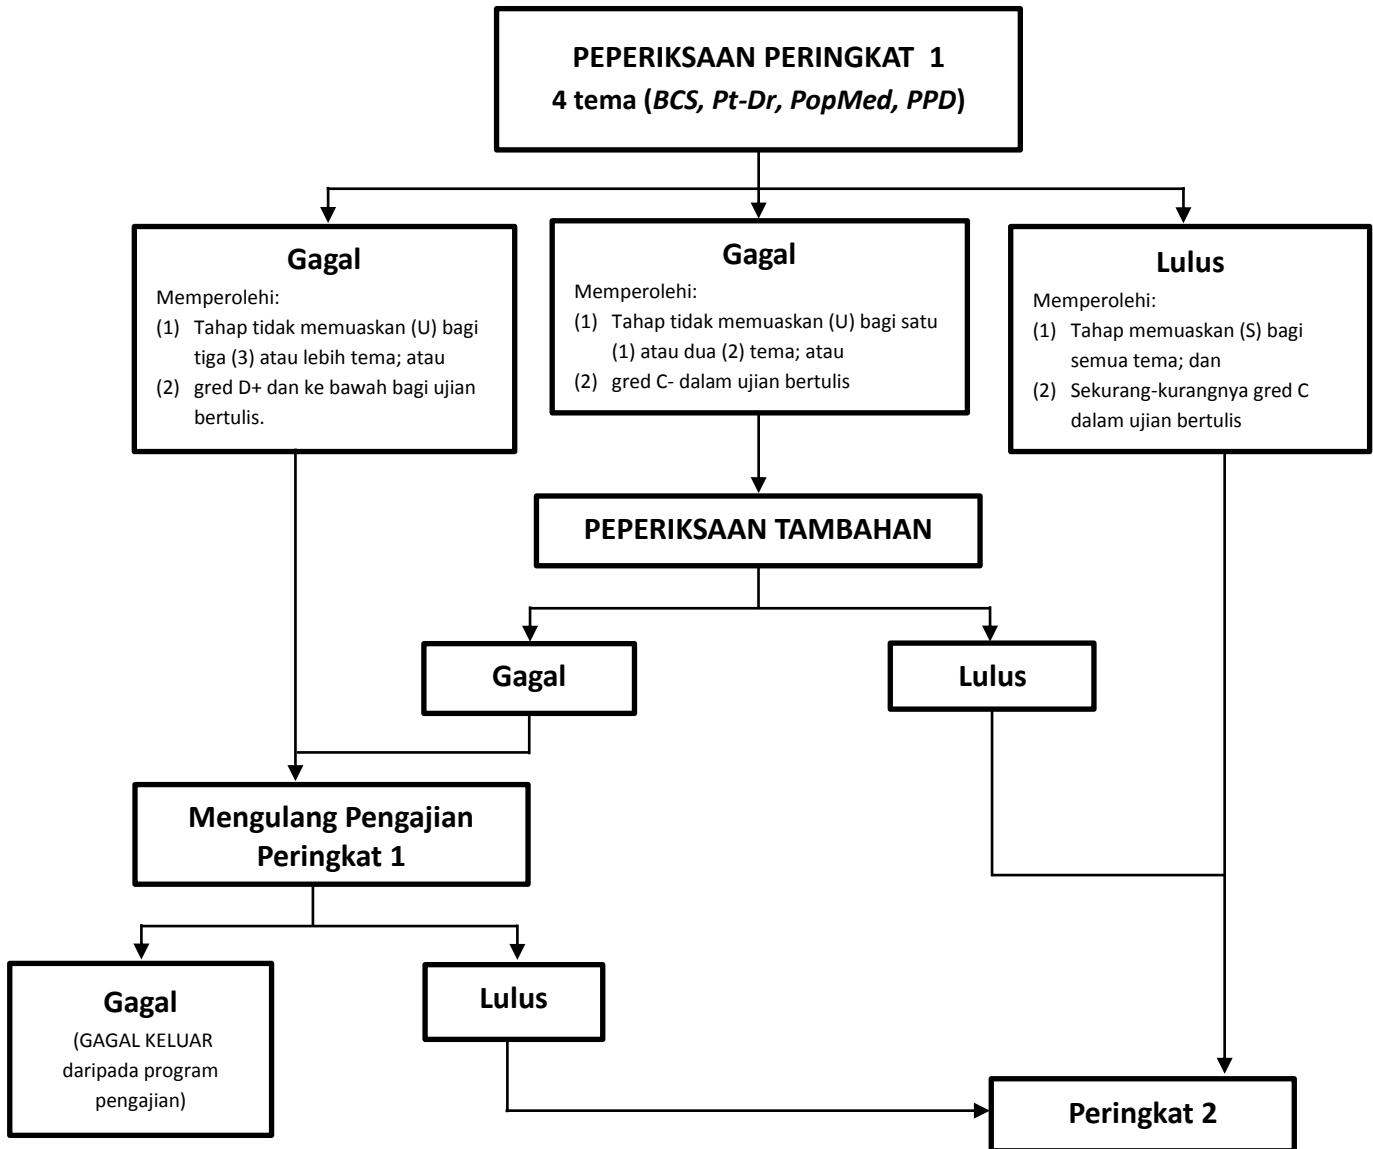 PEPERIKSAAN PERINGKAT 1
4 tema (BCS, Pt-Dr, PopMed, PPD)
Gagal
Memperolehi:
(1) Tahap tidak memuaskan (U) bagi
tiga (3) atau lebih tema; atau
(2) gred D+ dan ke bawah bagi ujian
bertulis.
Gagal
Memperolehi:
(1) Tahap tidak memuaskan (U) bagi satu
(1) atau dua (2) tema; atau
(2) gred C- dalam ujian bertulis
Lulus
Memperolehi:
(1) Tahap memuaskan (S) bagi
semua tema; dan
(2) Sekurang-kurangnya gred C
dalam ujian bertulis
PEPERIKSAAN TAMBAHAN
Gagal
Lulus
Mengulang Pengajian
Peringkat 1
Gagal
(GAGAL KELUAR
daripada program
pengajian)
Lulus
Peringkat 2